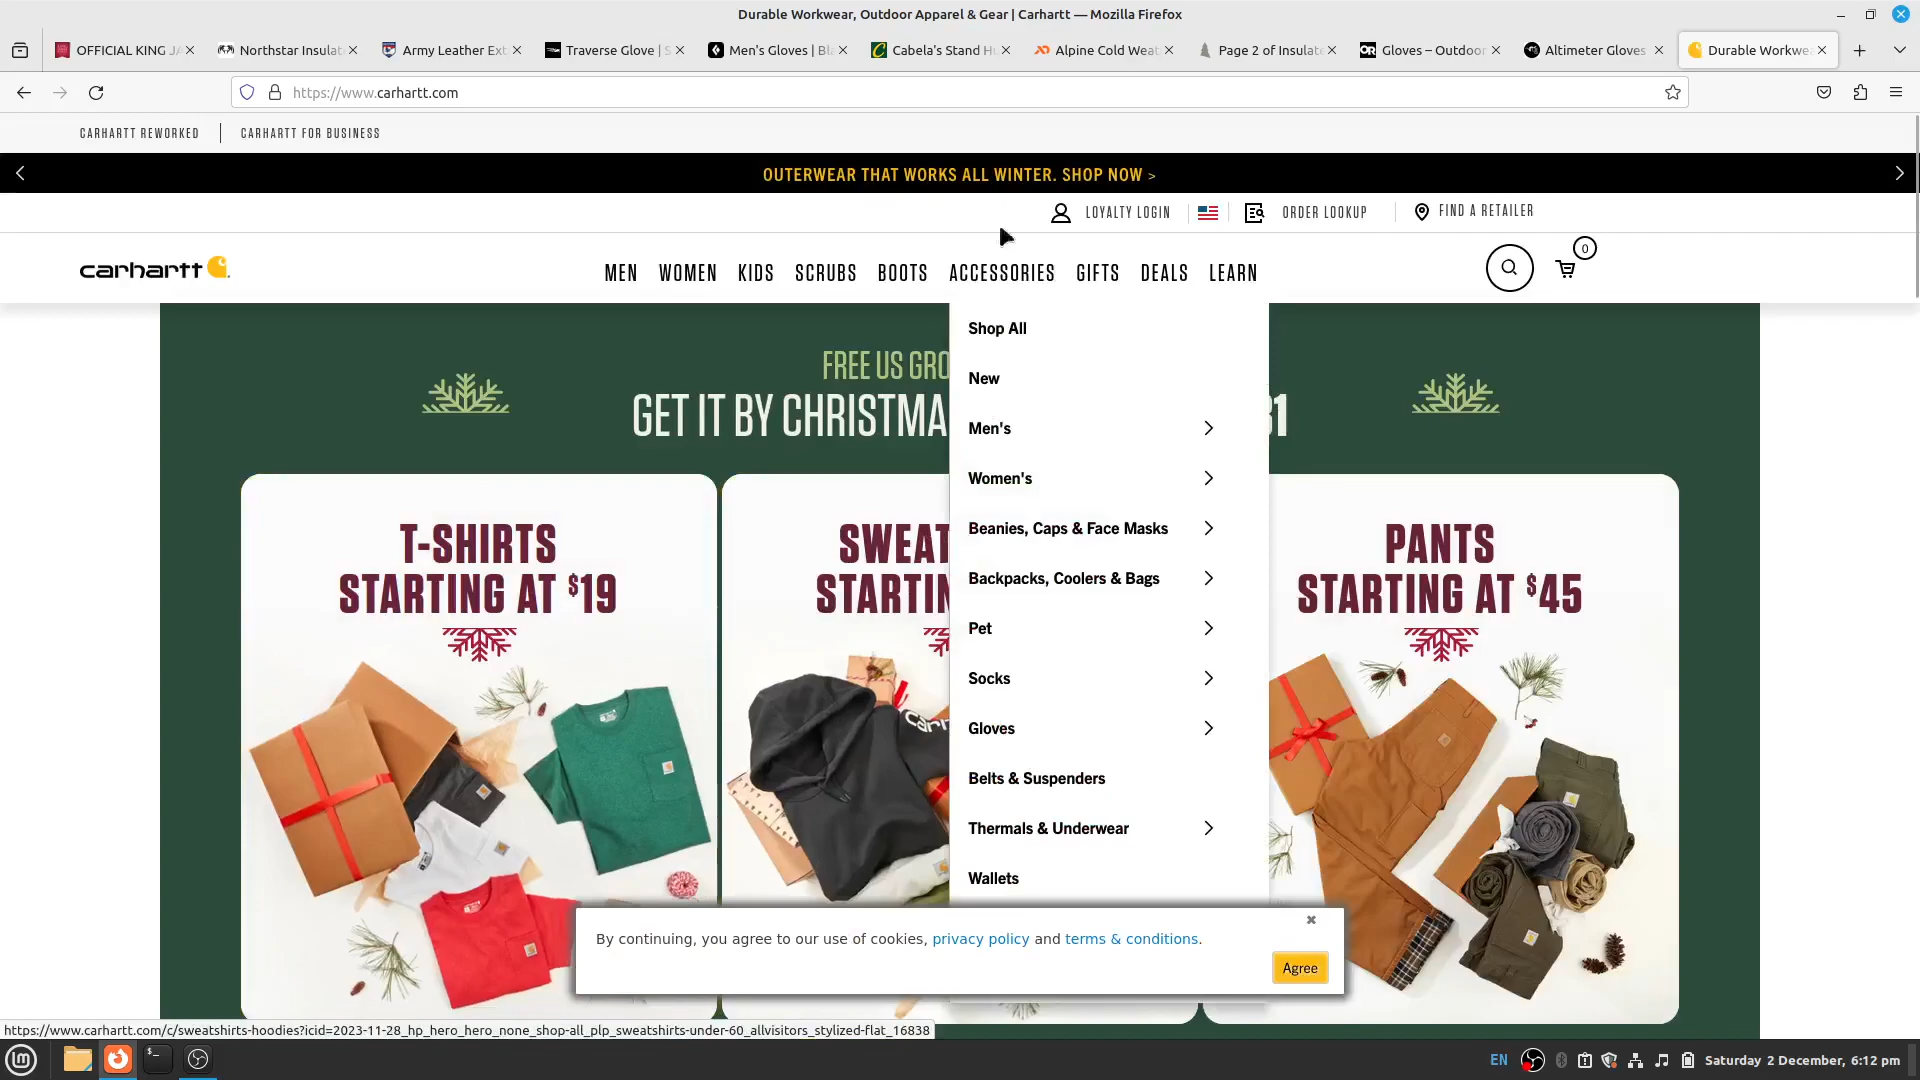 Durable Workwear, Outdoor Apparel & Gear | Carhartt — Mozilla Firefox
OFFICIAL KING JA
Northstar Insulat
Army Leather Ext
Traverse Glove | S
Men's Gloves | Bla
Cabela's Stand Hu
Alpine Cold Weat
Page 2 of Insulate
Gloves – Outdoor
Altimeter Gloves
Durable Workwea
https://www.carhartt.com
CARHARTT REWORKED
CARHARTT FOR BUSINESS
OUTERWEAR THAT WORKS ALL WINTER. SHOP NOW >
LOYALTY LOGIN
ORDER LOOKUP
FIND A RETAILER
carhartt
MEN WOMEN KIDS SCRUBS BOOTS ACCESSORIES GIFTS DEALS LEARN
0
Shop All
New
Men's
Women's
Beanies, Caps & Face Masks
Backpacks, Coolers & Bags
Pet
Socks
Gloves
Belts & Suspenders
Thermals & Underwear
Wallets
FREE US GRO
GET IT BY CHRISTMA
31
T-SHIRTS
STARTING AT $19
SWEAT
STARTIN
PANTS
STARTING AT $45
By continuing, you agree to our use of cookies, privacy policy and terms & conditions.
Agree
https://www.carhartt.com/c/sweatshirts-hoodies?icid=2023-11-28_hp_hero_hero_none_shop-all_plp_sweatshirts-under-60_allvisitors_stylized-flat_16838
EN
Saturday 2 December, 6:12 pm